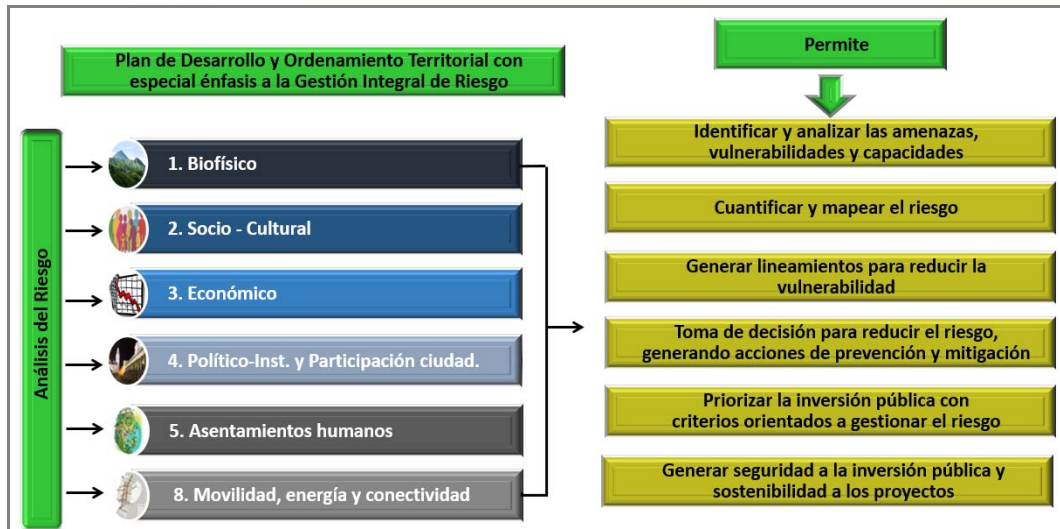 Plan de Desarrollo y Ordenamiento Territorial con
especial énfasis a la Gestión Integral de Riesgo
Análisis del Riesgo
1. Biofísico
2. Socio - Cultural
3. Económico
4. Político-Inst. y Participación ciudad.
5. Asentamientos humanos
8. Movilidad, energía y conectividad
Permite
Identificar y analizar las amenazas,
vulnerabilidades y capacidades
Cuantificar y mapear el riesgo
Generar lineamientos para reducir la
vulnerabilidad
Toma de decisión para reducir el riesgo,
generando acciones de prevención y mitigación
Priorizar la inversión pública con
criterios orientados a gestionar el riesgo
Generar seguridad a la inversión pública y
sostenibilidad a los proyectos